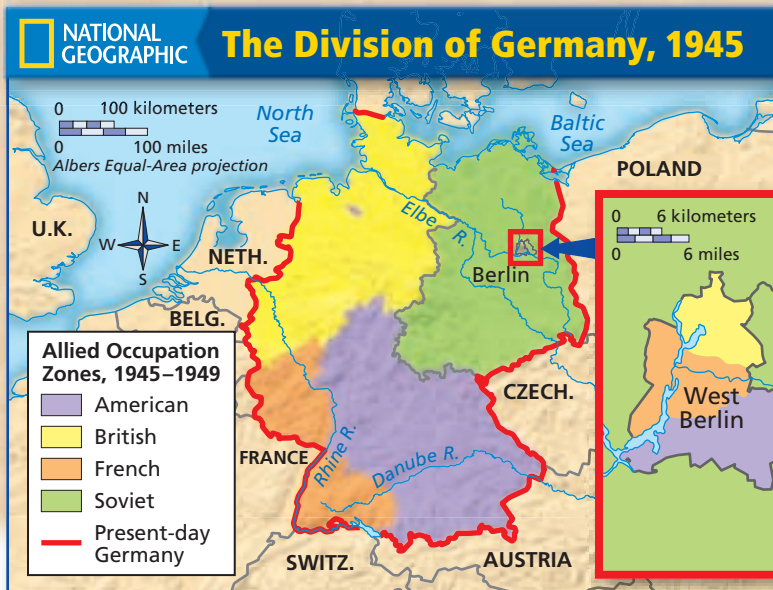 NATIONAL
GEOGRAPHIC
The Division of Germany, 1945
0 100 kilometers
0 100 miles
Albers Equal-Area projection
North
Sea
Baltic
Sea
POLAND
U.K.
N
W E
S
NETH.
Elbe R.
Berlin
BELG.
0 6 kilometers
0 6 miles
West
Berlin
Allied Occupation
Zones, 1945–1949
American
British
French
Soviet
Present-day
Germany
CZECH.
FRANCE
Rhine R.
Danube R.
SWITZ.
AUSTRIA